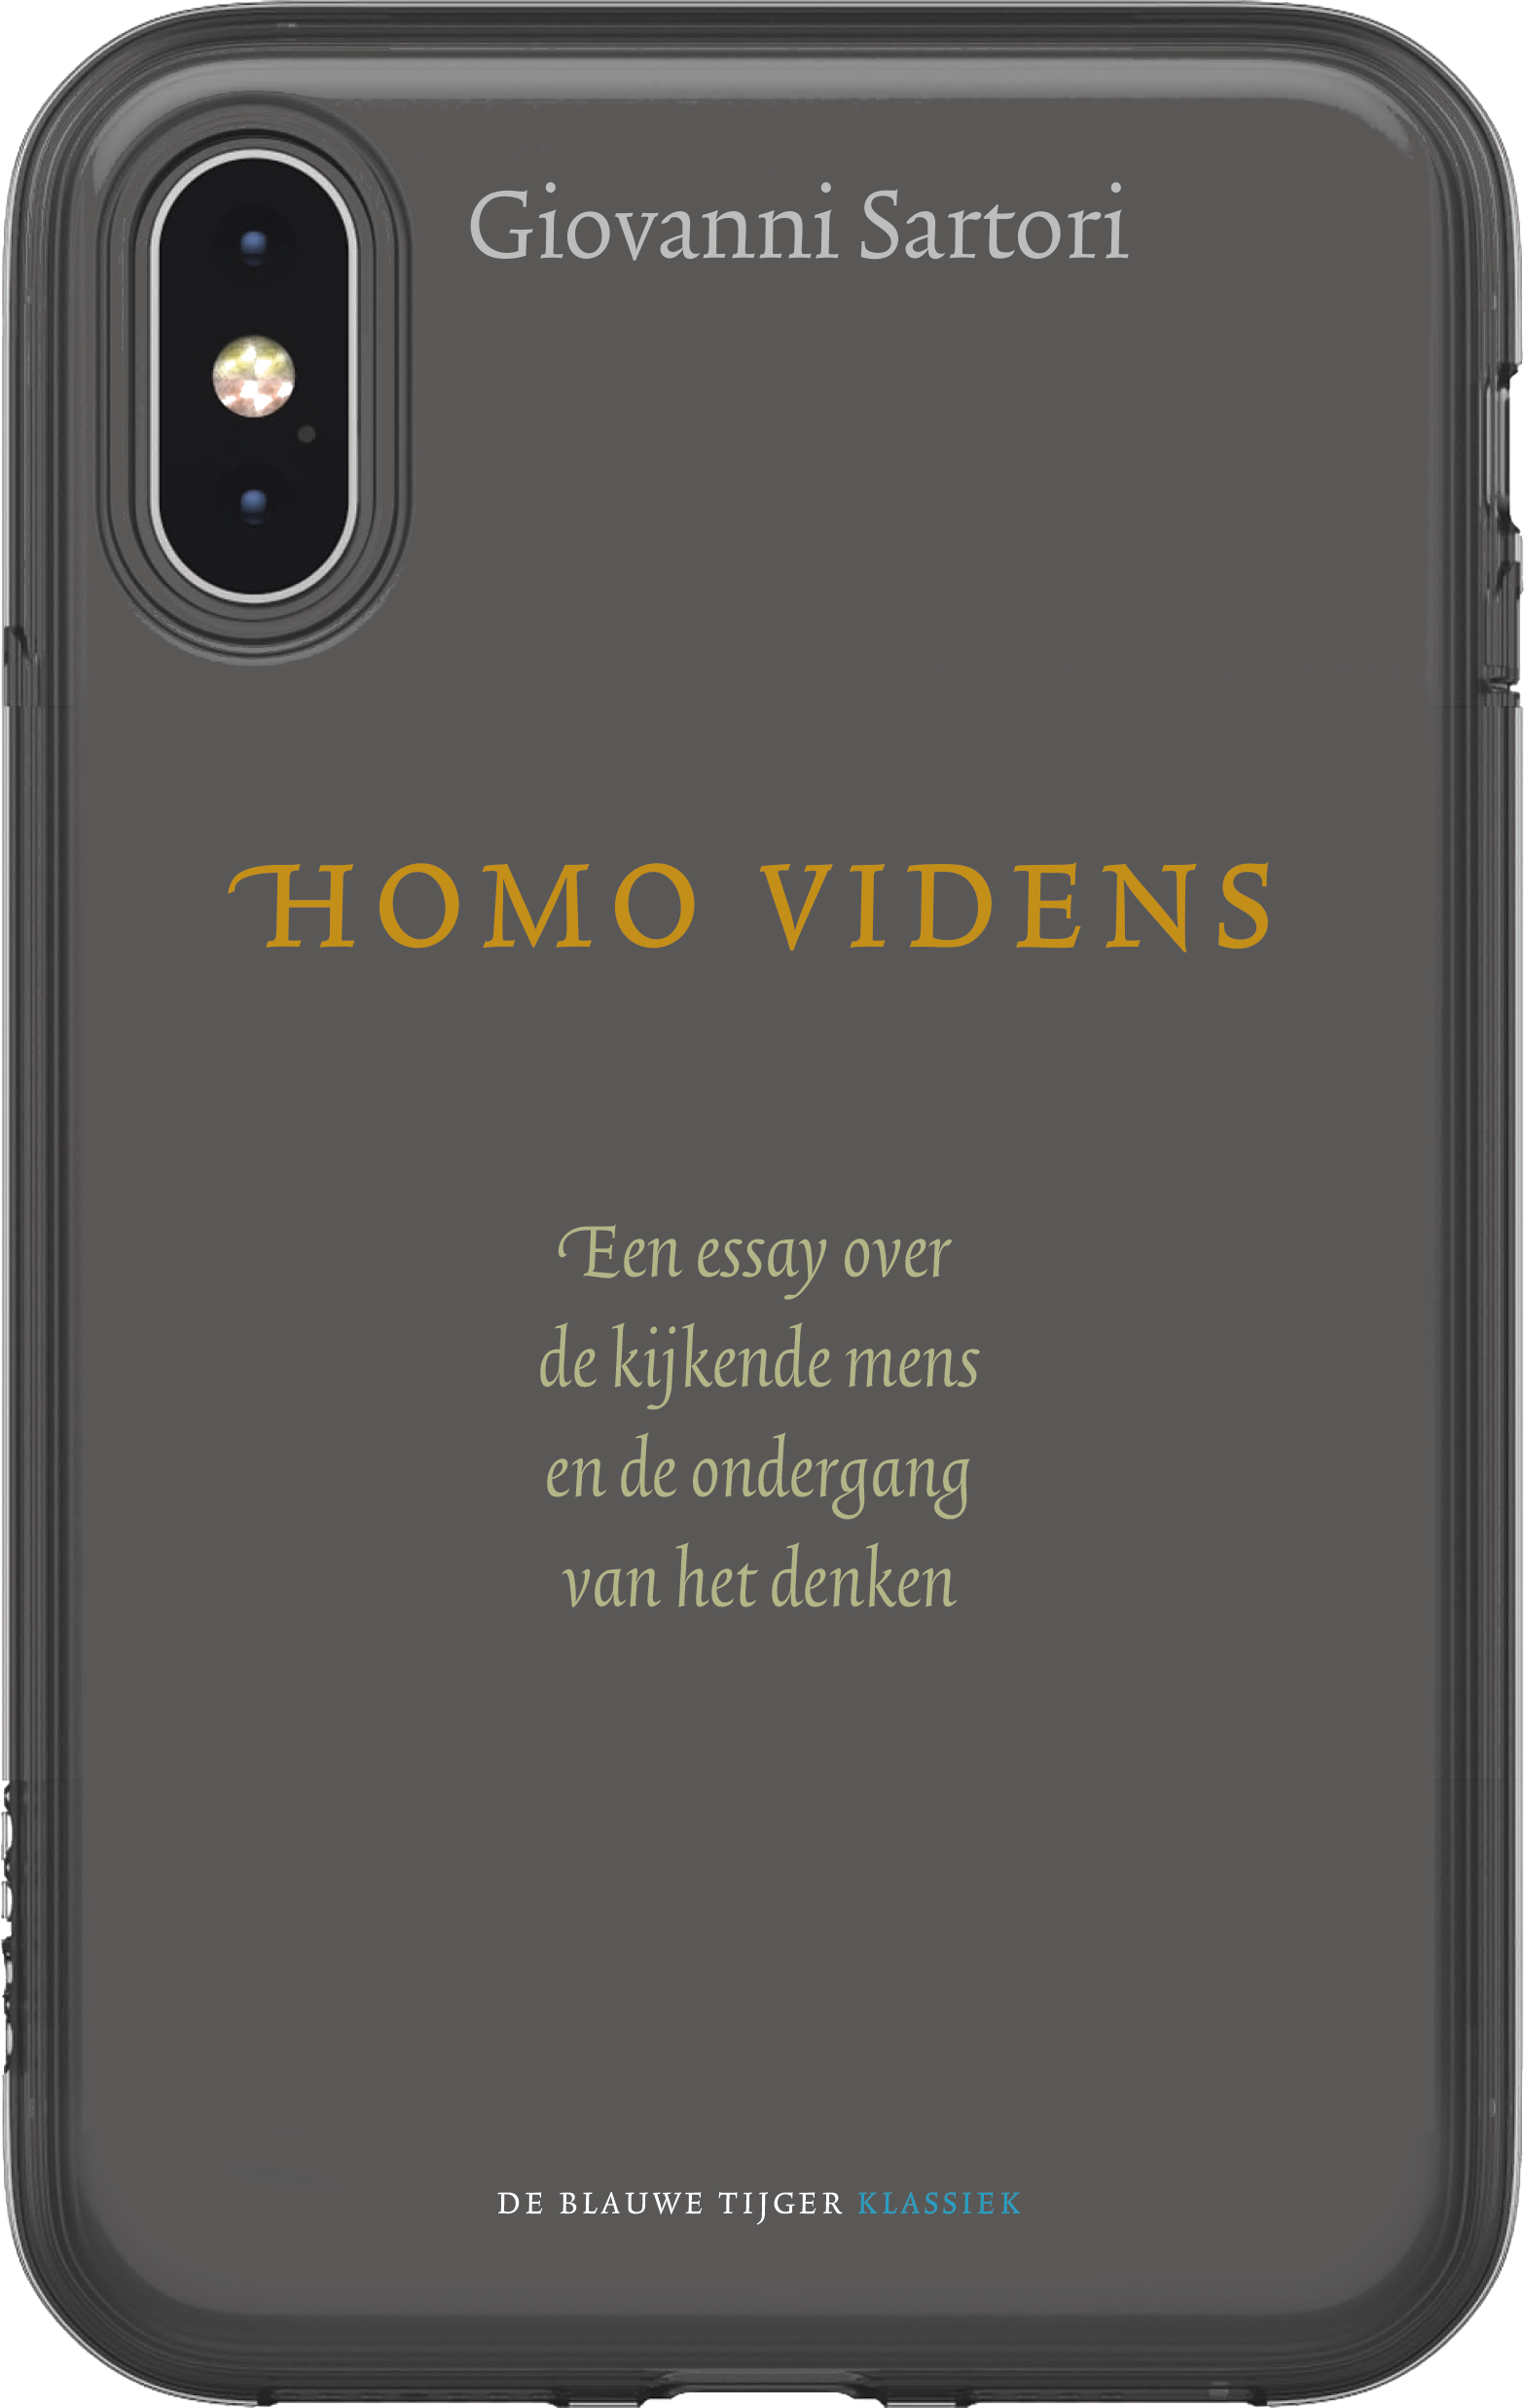 Giovanni Sartori
HOMO VIDENS
Een essay over
de kijkende mens
en de ondergang
van het denken
DE BLAUWE TIJGER KLASSIEK